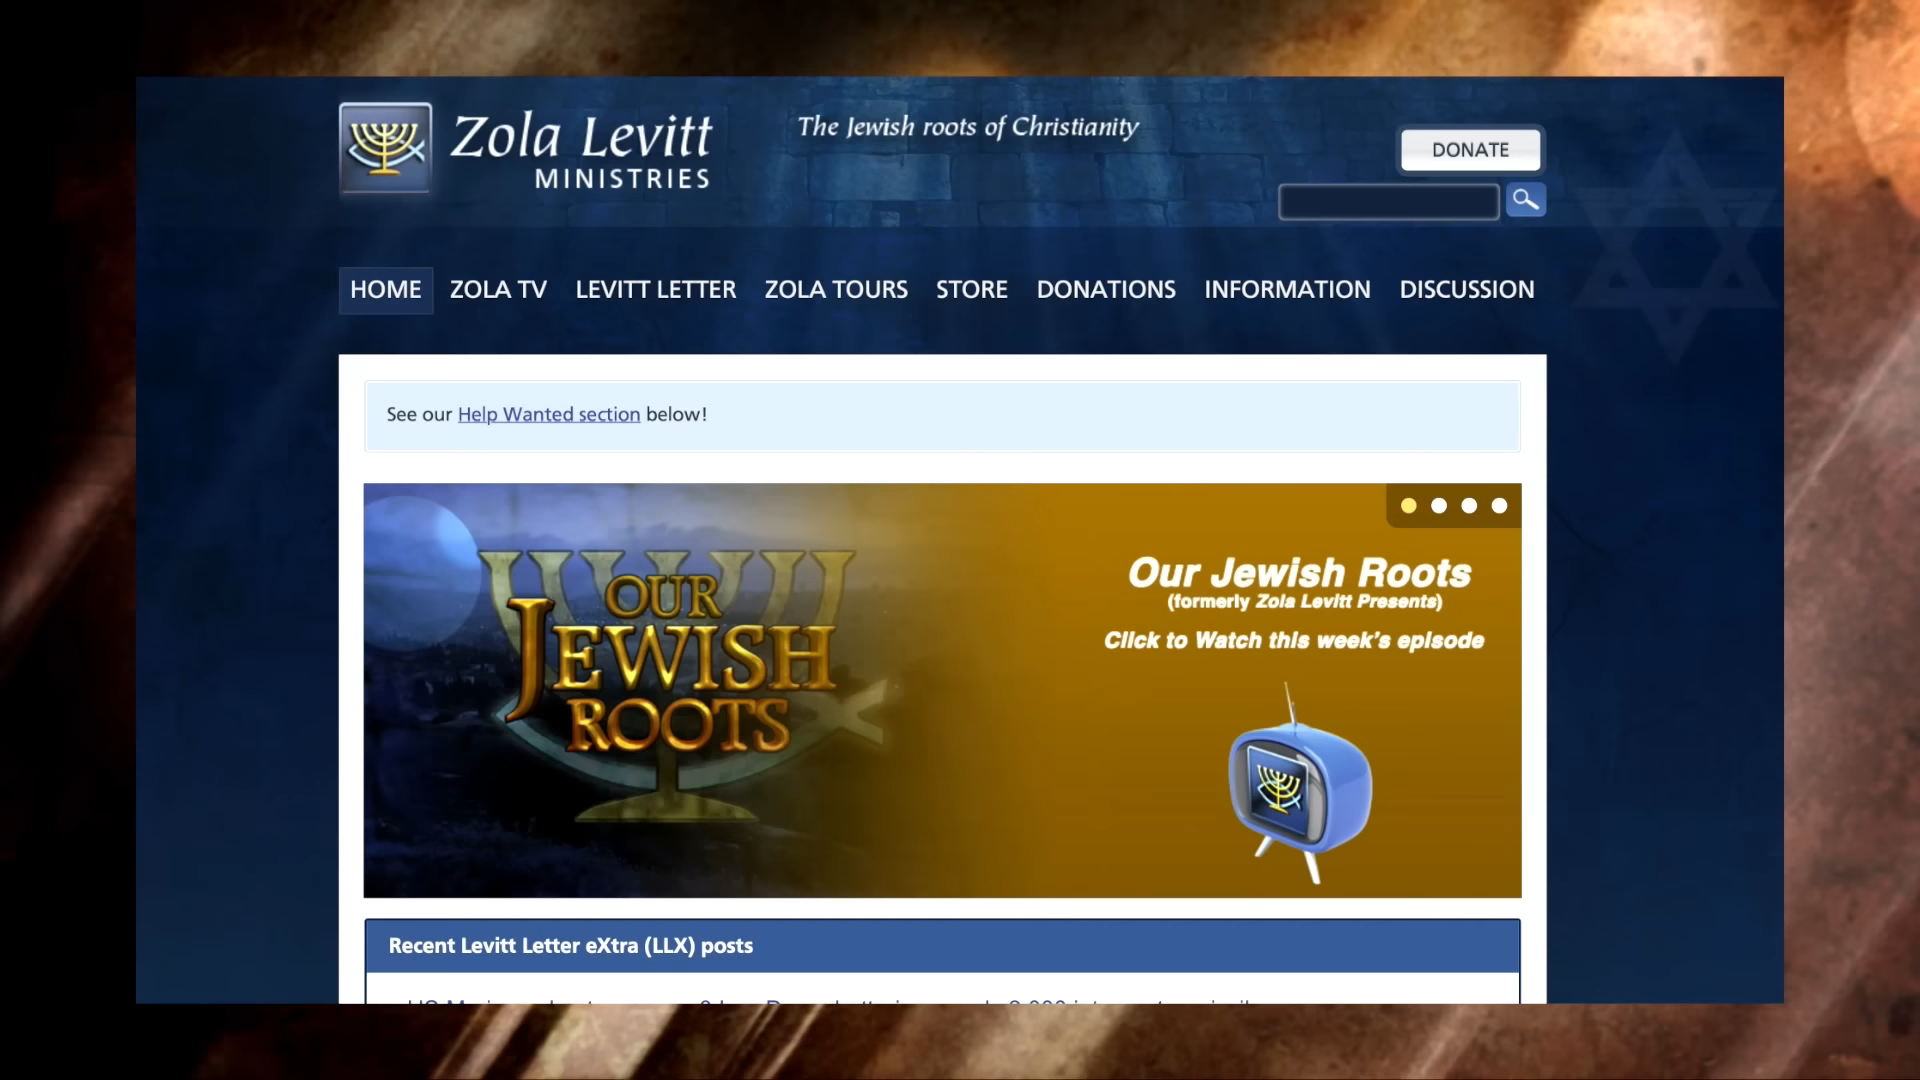 Zola Levitt
MINISTRIES
The Jewish roots of Christianity
DONATE
HOME ZOLA TV LEVITT LETTER ZOLA TOURS STORE DONATIONS INFORMATION DISCUSSION
See our Help Wanted section below!
OUR
JEWISH
ROOTS
Our Jewish Roots
(formerly Zola Levitt Presents)
Click to Watch this week's episode
Recent Levitt Letter eXtra (LLX) posts